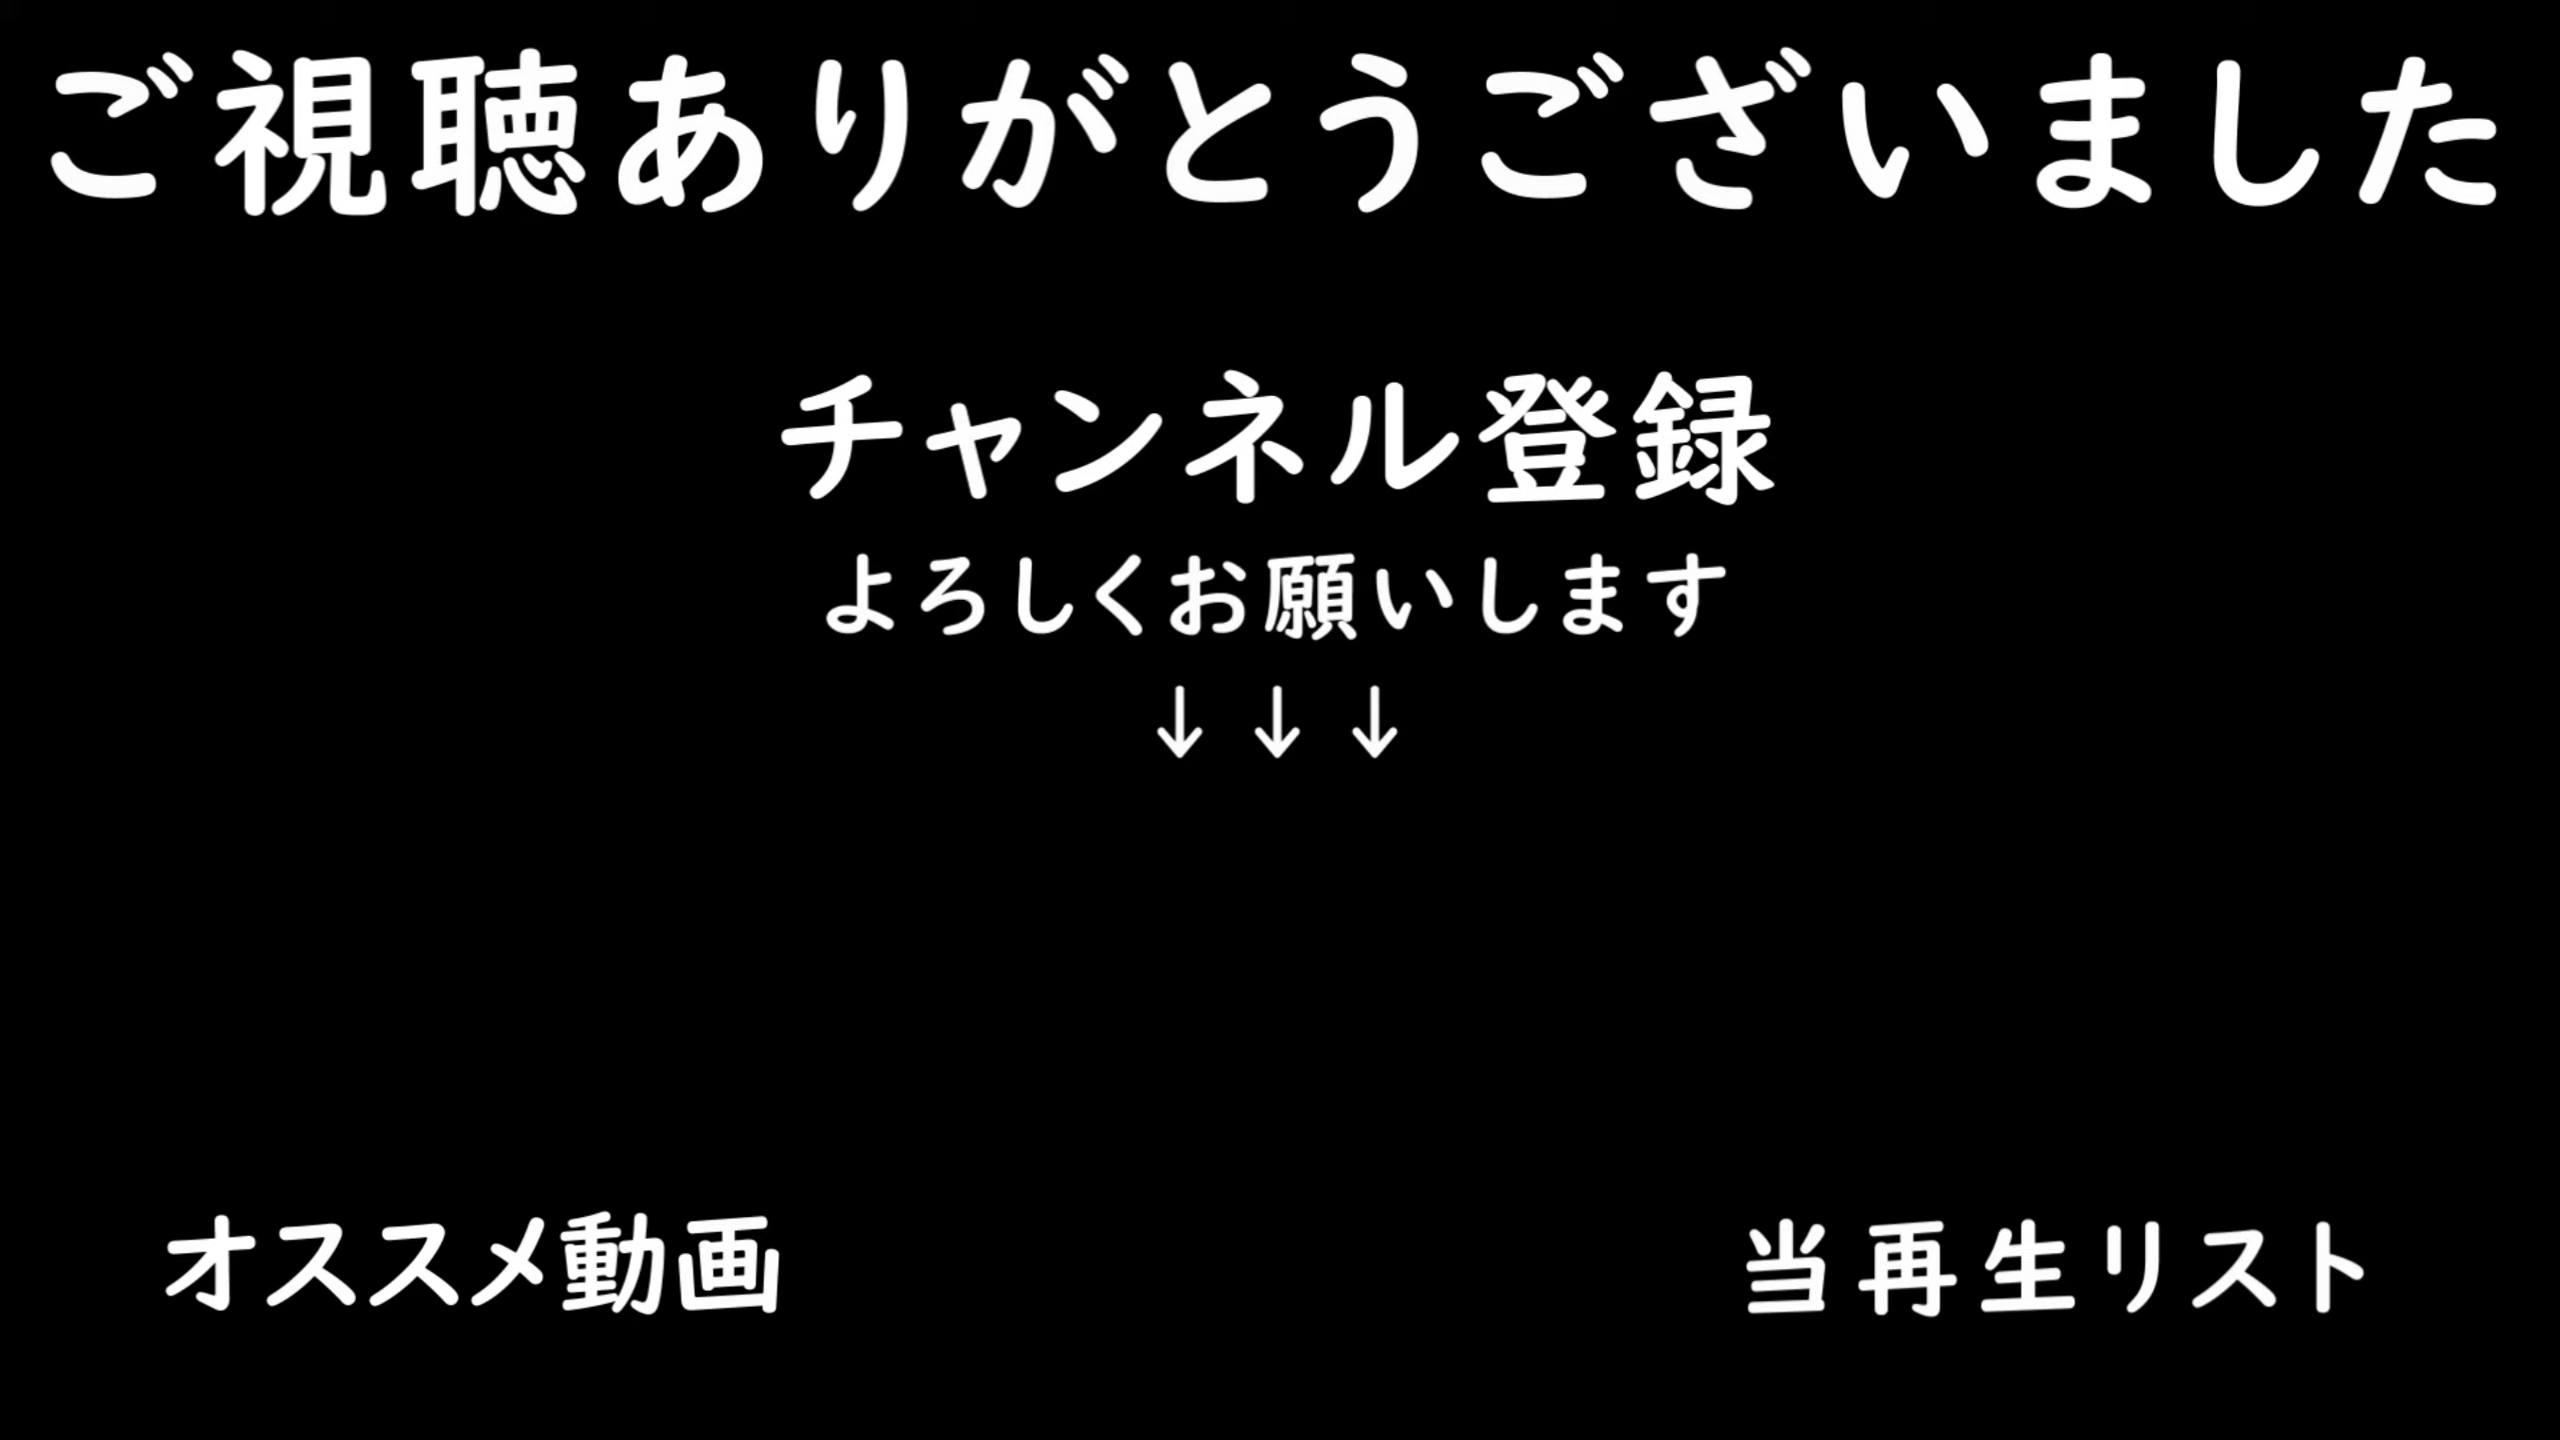 ご視聴ありがとうございました
チャンネル登録
よろしくお願いします
↓ ↓ ↓
オススメ動画
当再生リスト